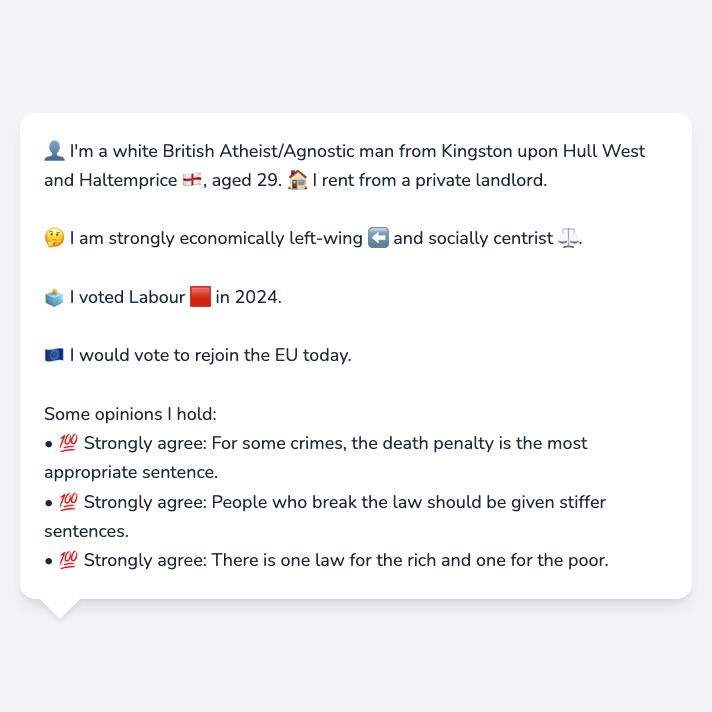 👤 I'm a white British Atheist/Agnostic man from Kingston upon Hull West
and Haltemprice 🏴󠁧󠁢󠁥󠁮󠁧󠁿, aged 29. 🏠 I rent from a private landlord.
🤔 I am strongly economically left-wing ⬅️ and socially centrist ⚖️.
🗳️ I voted Labour 🟥 in 2024.
🇪🇺 I would vote to rejoin the EU today.
Some opinions I hold:
• 💯 Strongly agree: For some crimes, the death penalty is the most
appropriate sentence.
• 💯 Strongly agree: People who break the law should be given stiffer
sentences.
• 💯 Strongly agree: There is one law for the rich and one for the poor.